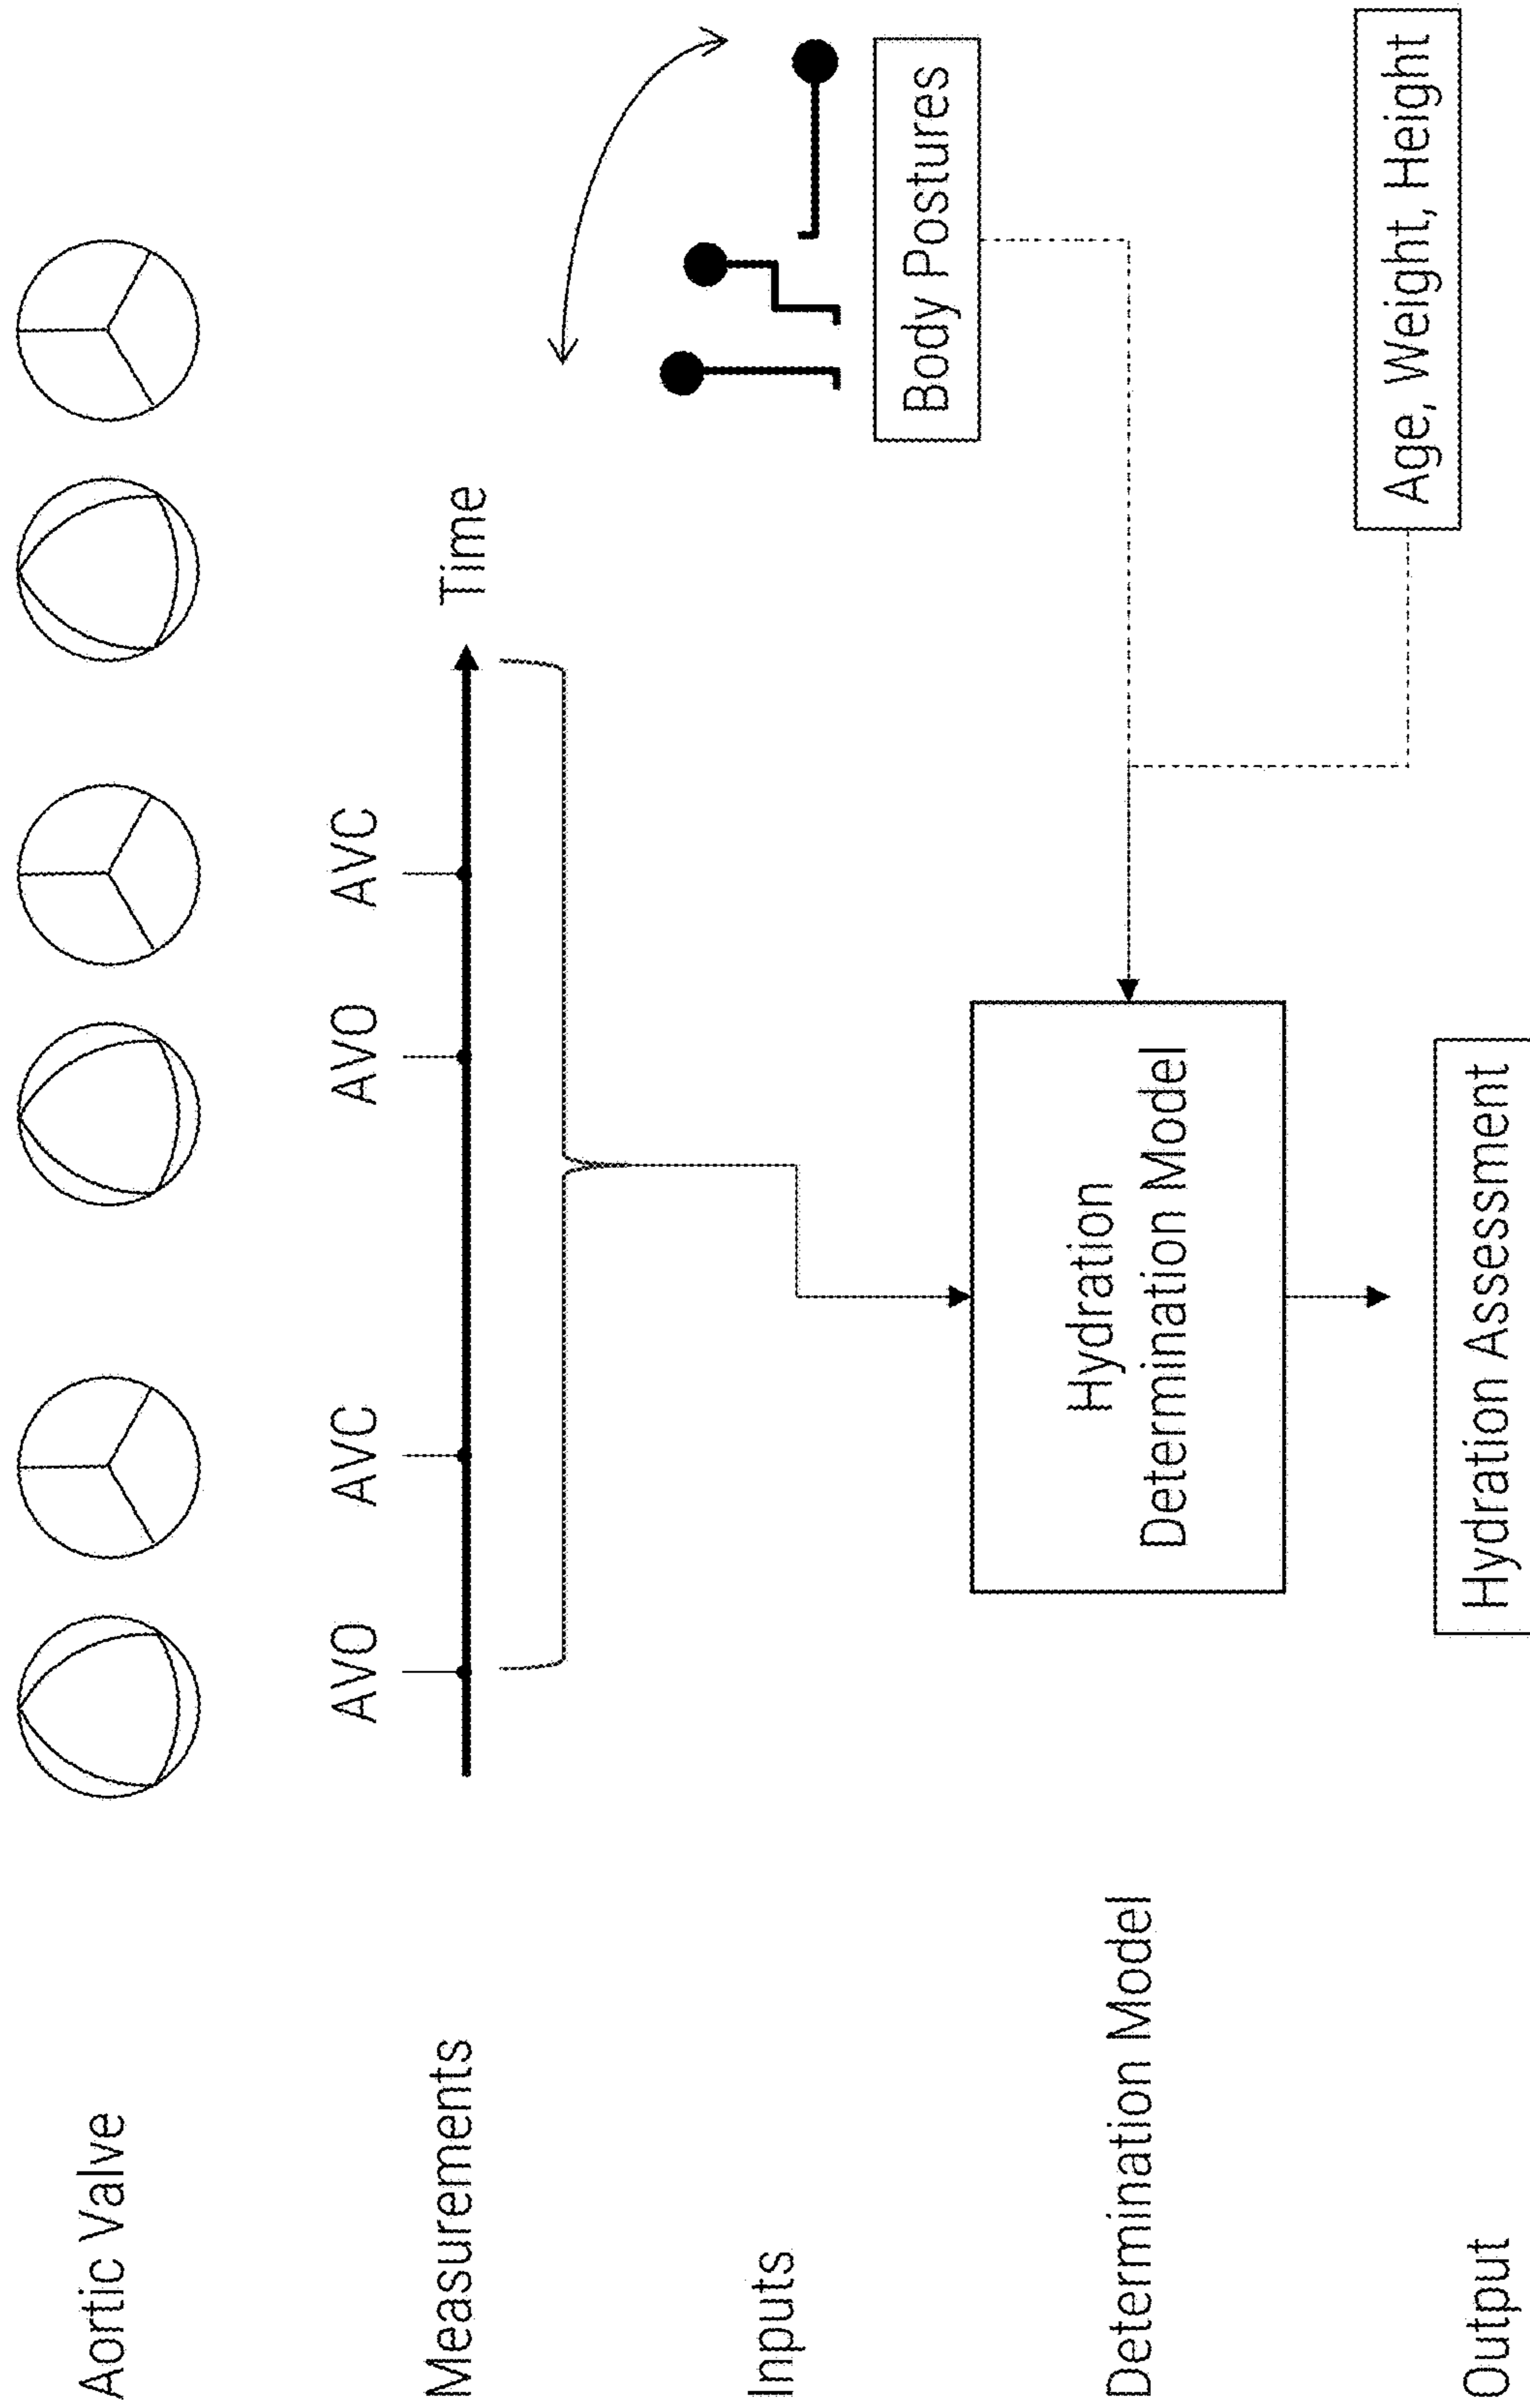 Aortic Valve
Measurements
AVO
AVC
AVO
AVC
Time
Inputs
Body Postures
Determination Model
Hydration
Determination Model
Age, Weight, Height
Output
Hydration Assessment